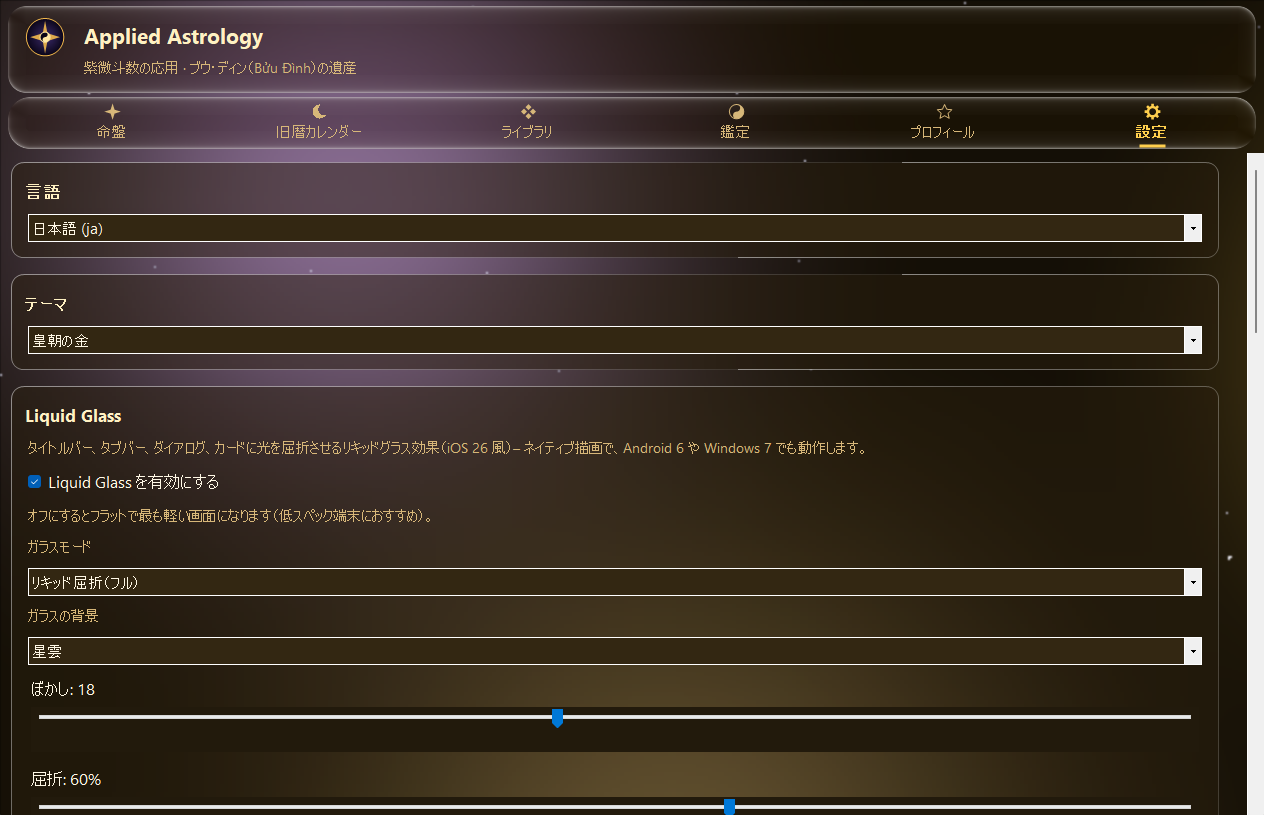 Applied Astrology
紫微斗数の応用 · ブウ・ディン(Bửu Đình)の遺産
命盤
旧暦カレンダー
ライブラリ
鑑定
プロフィール
設定
言語
日本語 (ja)
テーマ
皇朝の金
Liquid Glass
タイトルバー、タブバー、ダイアログ、カードに光を屈折させるリキッドグラス効果(iOS 26 風) – ネイティブ描画で、Android 6 や Windows 7 でも動作します。
Liquid Glass を有効にする
オフにするとフラットで最も軽い画面になります(低スペック端末におすすめ)。
ガラスモード
リキッド屈折(フル)
ガラスの背景
星雲
ぼかし: 18
屈折: 60%